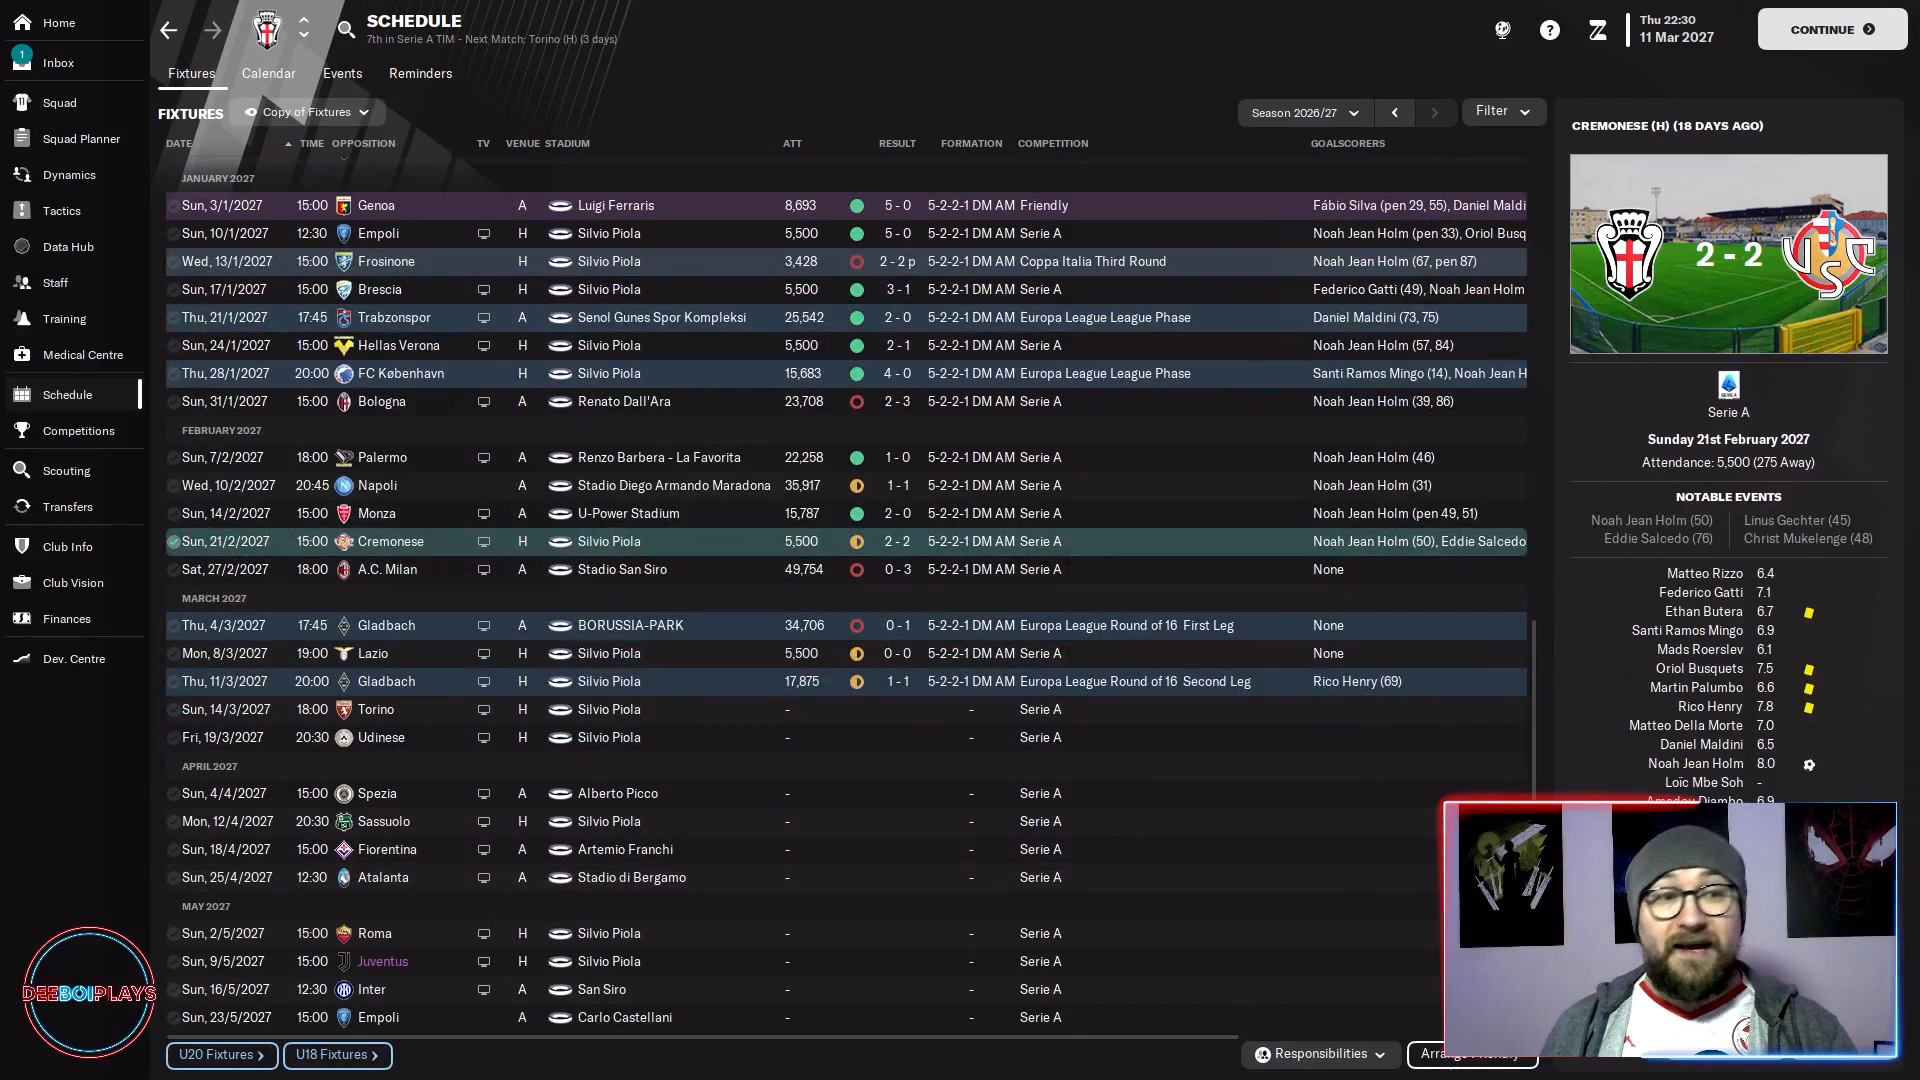 Home
1
Inbox
Squad
Squad Planner
Dynamics
Tactics
Data Hub
Staff
Training
Medical Centre
Schedule
Competitions
Scouting
Transfers
Club Info
Club Vision
Finances
Dev. Centre
DEEBOIPLAYS
SCHEDULE
7th in Serie A TIM - Next Match: Torino (H) (3 days)
Thu 22:30
11 Mar 2027
CONTINUE
Fixtures Calendar Events Reminders
FIXTURES Copy of Fixtures Season 2026/27 Filter
DATE TIME OPPOSITION TV VENUE STADIUM ATT RESULT FORMATION COMPETITION GOALSCORERS
JANUARY 2027
Sun, 3/1/2027 15:00 Genoa A Luigi Ferraris 8,693 5 - 0 5-2-2-1 DM AM Friendly Fábio Silva (pen 29, 55), Daniel Maldi
Sun, 10/1/2027 12:30 Empoli H Silvio Piola 5,500 5 - 0 5-2-2-1 DM AM Serie A Noah Jean Holm (pen 33), Oriol Busq
Wed, 13/1/2027 15:00 Frosinone H Silvio Piola 3,428 2 - 2 p 5-2-2-1 DM AM Coppa Italia Third Round Noah Jean Holm (67, pen 87)
Sun, 17/1/2027 15:00 Brescia H Silvio Piola 5,500 3 - 1 5-2-2-1 DM AM Serie A Federico Gatti (49), Noah Jean Holm
Thu, 21/1/2027 17:45 Trabzonspor A Senol Gunes Spor Kompleksi 25,542 2 - 0 5-2-2-1 DM AM Europa League League Phase Daniel Maldini (73, 75)
Sun, 24/1/2027 15:00 Hellas Verona H Silvio Piola 5,500 2 - 1 5-2-2-1 DM AM Serie A Noah Jean Holm (57, 84)
Thu, 28/1/2027 20:00 FC København H Silvio Piola 15,683 4 - 0 5-2-2-1 DM AM Europa League League Phase Santi Ramos Mingo (14), Noah Jean H
Sun, 31/1/2027 15:00 Bologna A Renato Dall'Ara 23,708 2 - 3 5-2-2-1 DM AM Serie A Noah Jean Holm (39, 86)
FEBRUARY 2027
Sun, 7/2/2027 18:00 Palermo A Renzo Barbera - La Favorita 22,258 1 - 0 5-2-2-1 DM AM Serie A Noah Jean Holm (46)
Wed, 10/2/2027 20:45 Napoli A Stadio Diego Armando Maradona 35,917 1 - 1 5-2-2-1 DM AM Serie A Noah Jean Holm (31)
Sun, 14/2/2027 15:00 Monza A U-Power Stadium 15,787 2 - 0 5-2-2-1 DM AM Serie A Noah Jean Holm (pen 49, 51)
Sun, 21/2/2027 15:00 Cremonese H Silvio Piola 5,500 2 - 2 5-2-2-1 DM AM Serie A Noah Jean Holm (50), Eddie Salcedo
Sat, 27/2/2027 18:00 A.C. Milan A Stadio San Siro 49,754 0 - 3 5-2-2-1 DM AM Serie A None
MARCH 2027
Thu, 4/3/2027 17:45 Gladbach A BORUSSIA-PARK 34,706 0 - 1 5-2-2-1 DM AM Europa League Round of 16 First Leg None
Mon, 8/3/2027 19:00 Lazio H Silvio Piola 5,500 0 - 0 5-2-2-1 DM AM Serie A None
Thu, 11/3/2027 20:00 Gladbach H Silvio Piola 17,875 1 - 1 5-2-2-1 DM AM Europa League Round of 16 Second Leg Rico Henry (69)
Sun, 14/3/2027 18:00 Torino H Silvio Piola - - Serie A
Fri, 19/3/2027 20:30 Udinese H Silvio Piola - - Serie A
APRIL 2027
Sun, 4/4/2027 15:00 Spezia A Alberto Picco - - Serie A
Mon, 12/4/2027 20:30 Sassuolo H Silvio Piola - - Serie A
Sun, 18/4/2027 15:00 Fiorentina A Artemio Franchi - - Serie A
Sun, 25/4/2027 12:30 Atalanta A Stadio di Bergamo - - Serie A
MAY 2027
Sun, 2/5/2027 15:00 Roma H Silvio Piola - - Serie A
Sun, 9/5/2027 15:00 Juventus H Silvio Piola - - Serie A
Sun, 16/5/2027 12:30 Inter A San Siro - - Serie A
Sun, 23/5/2027 15:00 Empoli A Carlo Castellani - - Serie A
U20 Fixtures U18 Fixtures Responsibilities
CREMONESE (H) (18 DAYS AGO)
2 - 2
Serie A
Sunday 21st February 2027
Attendance: 5,500 (275 Away)
NOTABLE EVENTS
Noah Jean Holm (50) Linus Gechter (45)
Eddie Salcedo (76) Christ Mukelenge (48)
Matteo Rizzo 6.4
Federico Gatti 7.1
Ethan Butera 6.7
Santi Ramos Mingo 6.9
Mads Roerslev 6.1
Oriol Busquets 7.5
Martin Palumbo 6.6
Rico Henry 7.8
Matteo Della Morte 7.0
Daniel Maldini 6.5
Noah Jean Holm 8.0
Loïc Mbe Soh -